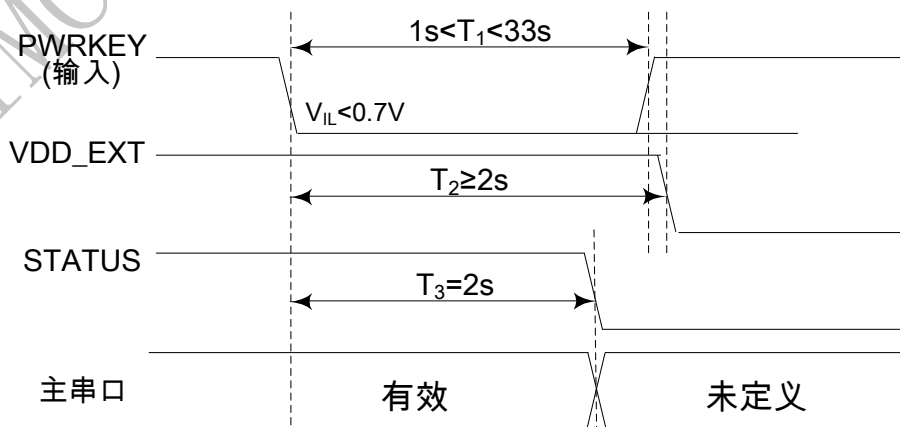 1s<T₁<33s
PWRKEY
(输入)
V_IL<0.7V
VDD_EXT
T₂≥2s
STATUS
T₃=2s
主串口
有效
未定义